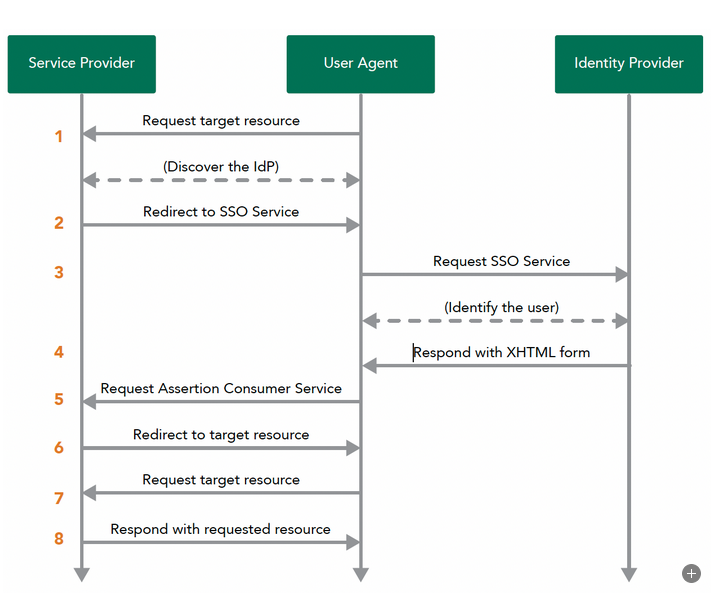 Service Provider
User Agent
Identity Provider
1
Request target resource
(Discover the IdP)
2
Redirect to SSO Service
3
Request SSO Service
(Identify the user)
4
Respond with XHTML form
5
Request Assertion Consumer Service
6
Redirect to target resource
7
Request target resource
8
Respond with requested resource